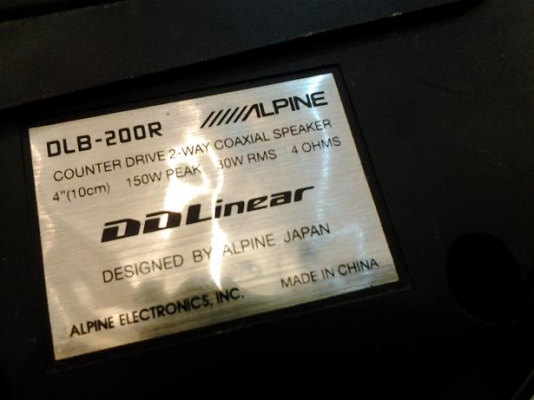 DLB-200R /////ALPINE
COUNTER DRIVE 2-WAY COAXIAL SPEAKER
4"(10cm) 150W PEAK 30W RMS 4 OHMS
DDLinear
DESIGNED BY ALPINE JAPAN
ALPINE ELECTRONICS, INC. MADE IN CHINA